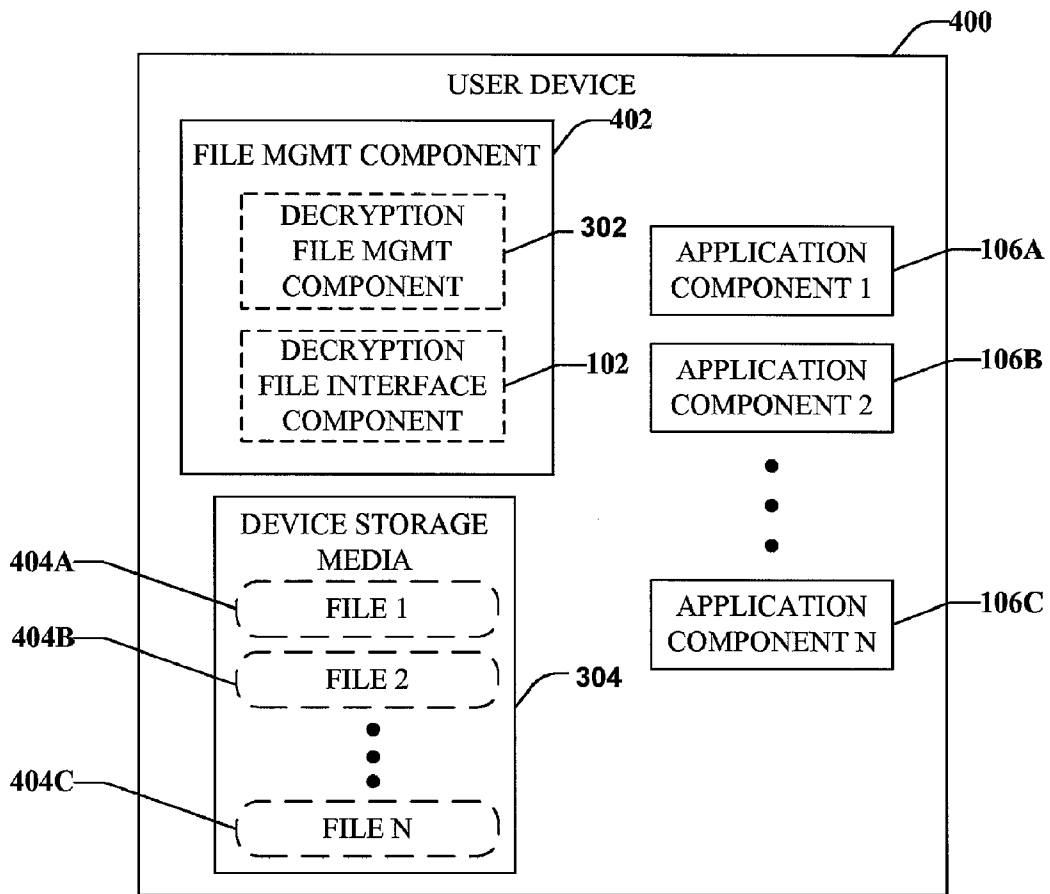 400
USER DEVICE
402
FILE MGMT COMPONENT
DECRYPTION
FILE MGMT
COMPONENT
302
DECRYPTION
FILE INTERFACE
COMPONENT
102
APPLICATION
COMPONENT 1
106A
APPLICATION
COMPONENT 2
106B
APPLICATION
COMPONENT N
106C
DEVICE STORAGE
MEDIA
404A
FILE 1
404B
FILE 2
304
404C
FILE N